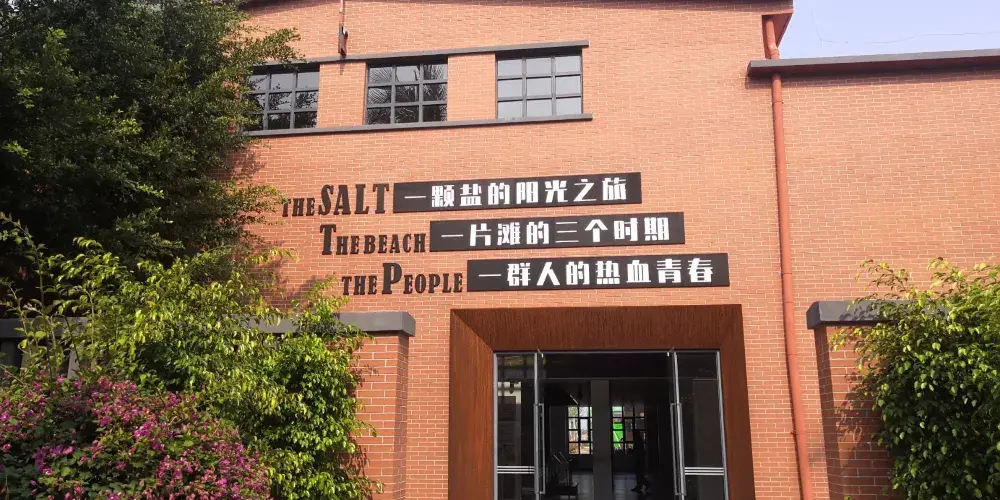 THE SALT 一颗盐的阳光之旅
THE BEACH 一片滩的三个时期
THE PEOPLE 一群人的热血青春